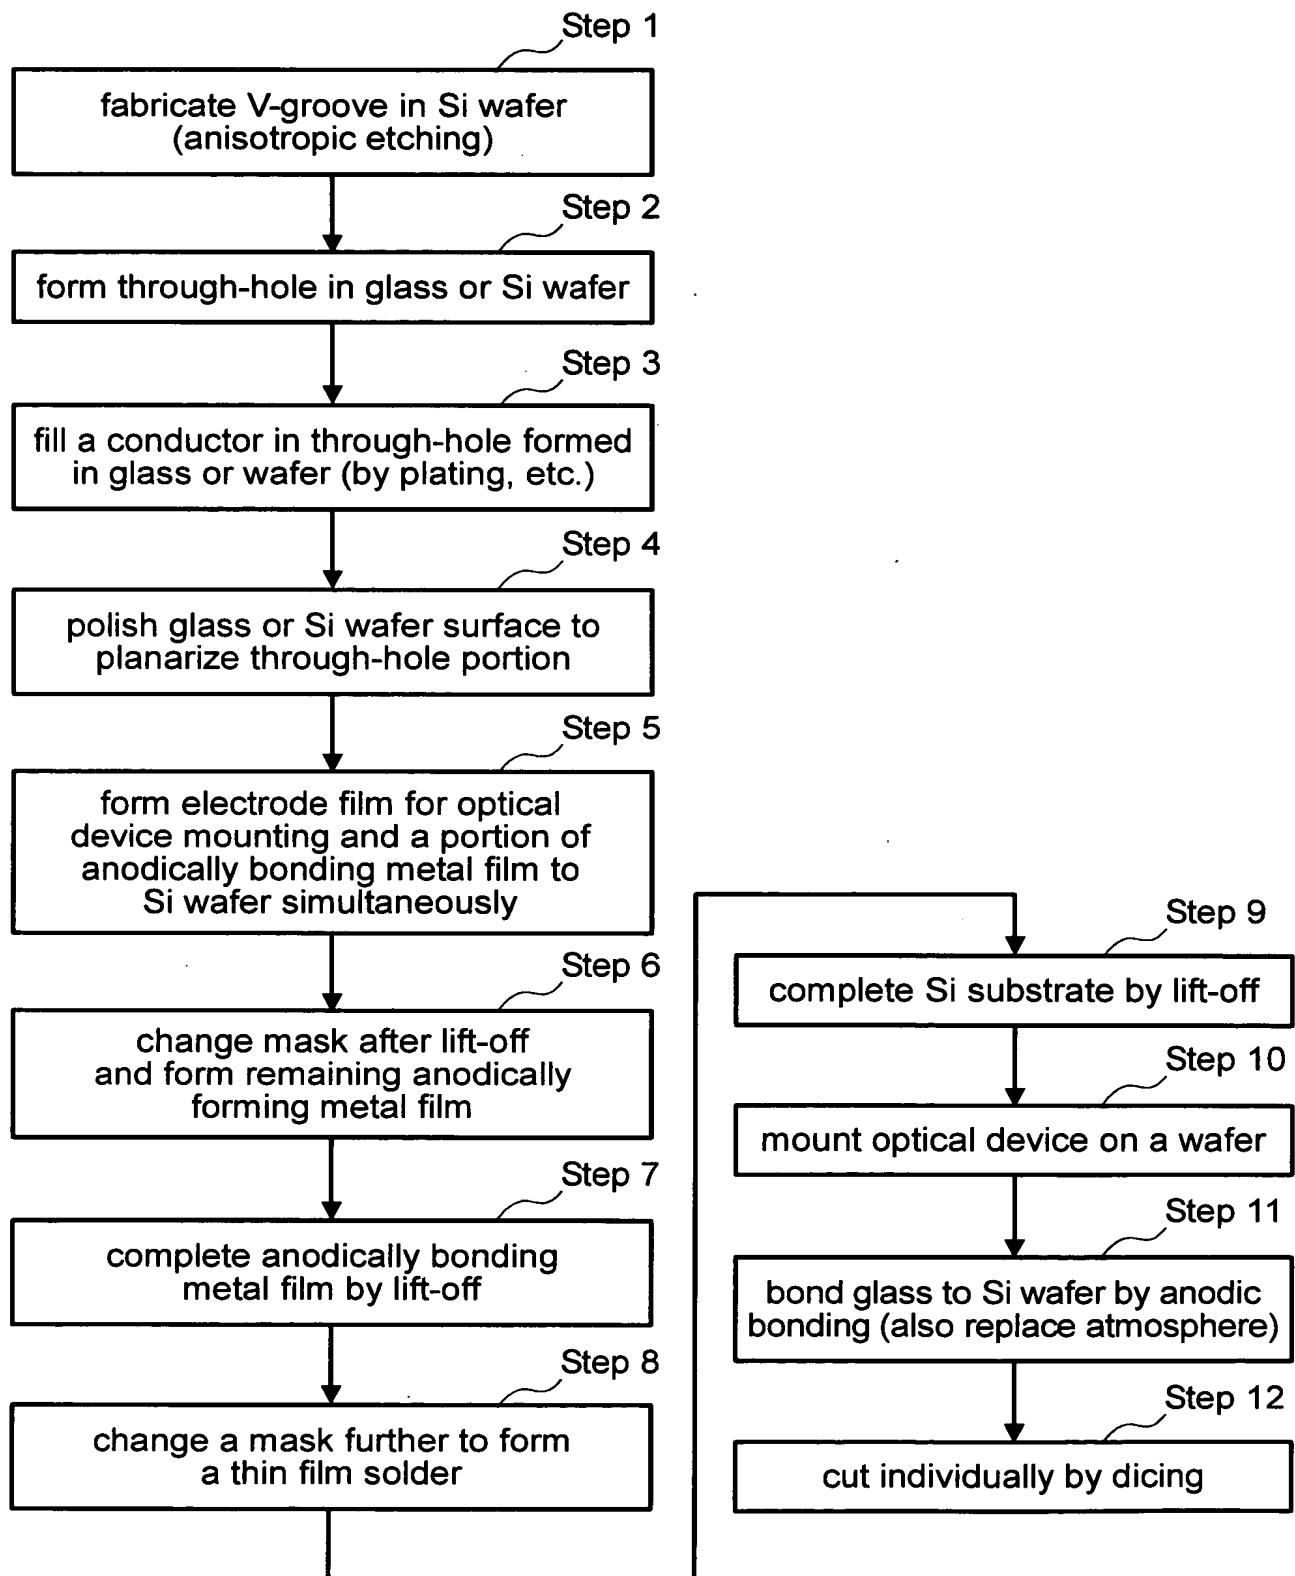 Step 1
fabricate V-groove in Si wafer
(anisotropic etching)
Step 2
form through-hole in glass or Si wafer
Step 3
fill a conductor in through-hole formed
in glass or wafer (by plating, etc.)
Step 4
polish glass or Si wafer surface to
planarize through-hole portion
Step 5
form electrode film for optical
device mounting and a portion of
anodically bonding metal film to
Si wafer simultaneously
Step 6
change mask after lift-off
and form remaining anodically
forming metal film
Step 7
complete anodically bonding
metal film by lift-off
Step 8
change a mask further to form
a thin film solder
Step 9
complete Si substrate by lift-off
Step 10
mount optical device on a wafer
Step 11
bond glass to Si wafer by anodic
bonding (also replace atmosphere)
Step 12
cut individually by dicing